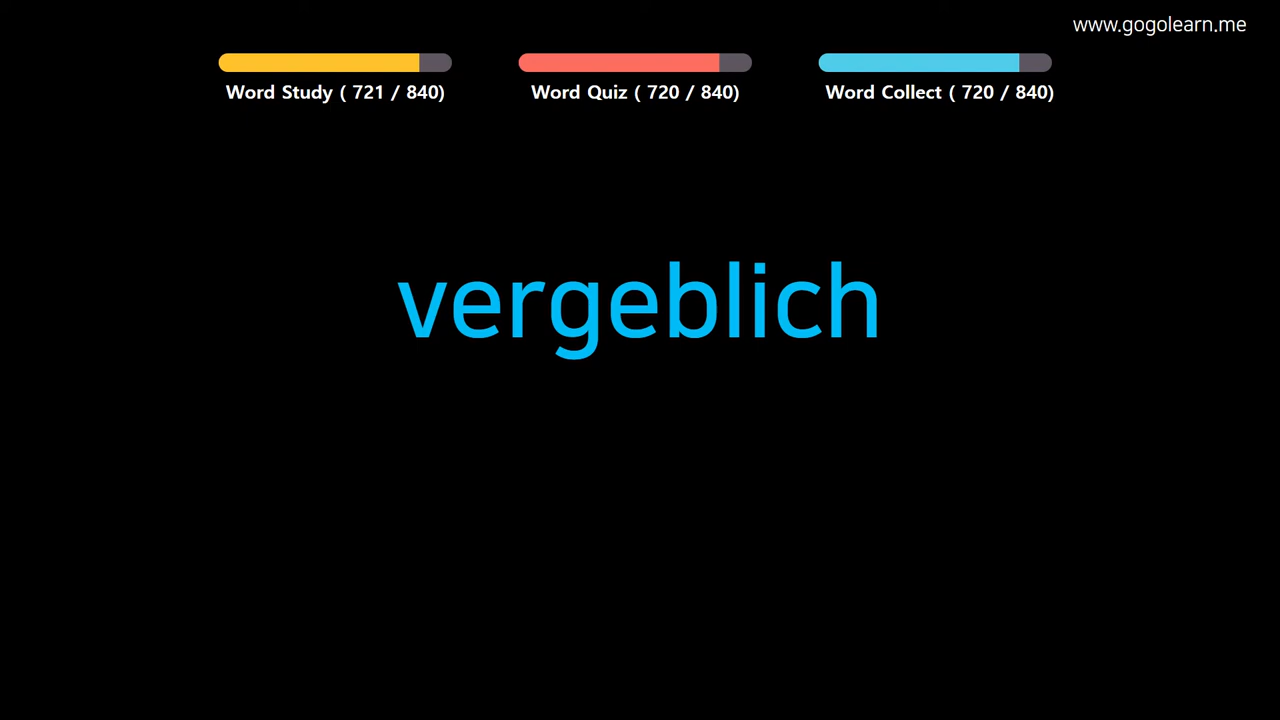 www.gogolearn.me
Word Study ( 721 / 840)
Word Quiz ( 720 / 840)
Word Collect ( 720 / 840)
vergeblich